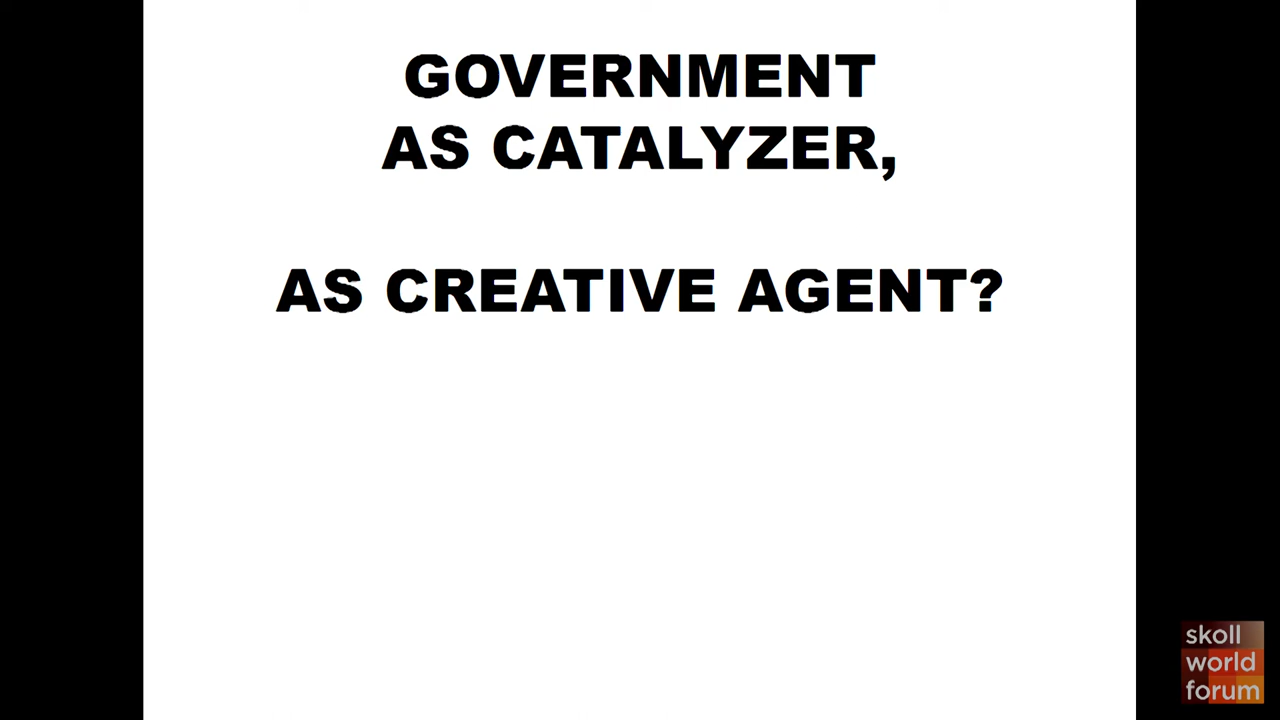 GOVERNMENT
AS CATALYZER,
AS CREATIVE AGENT?
skoll
world
forum